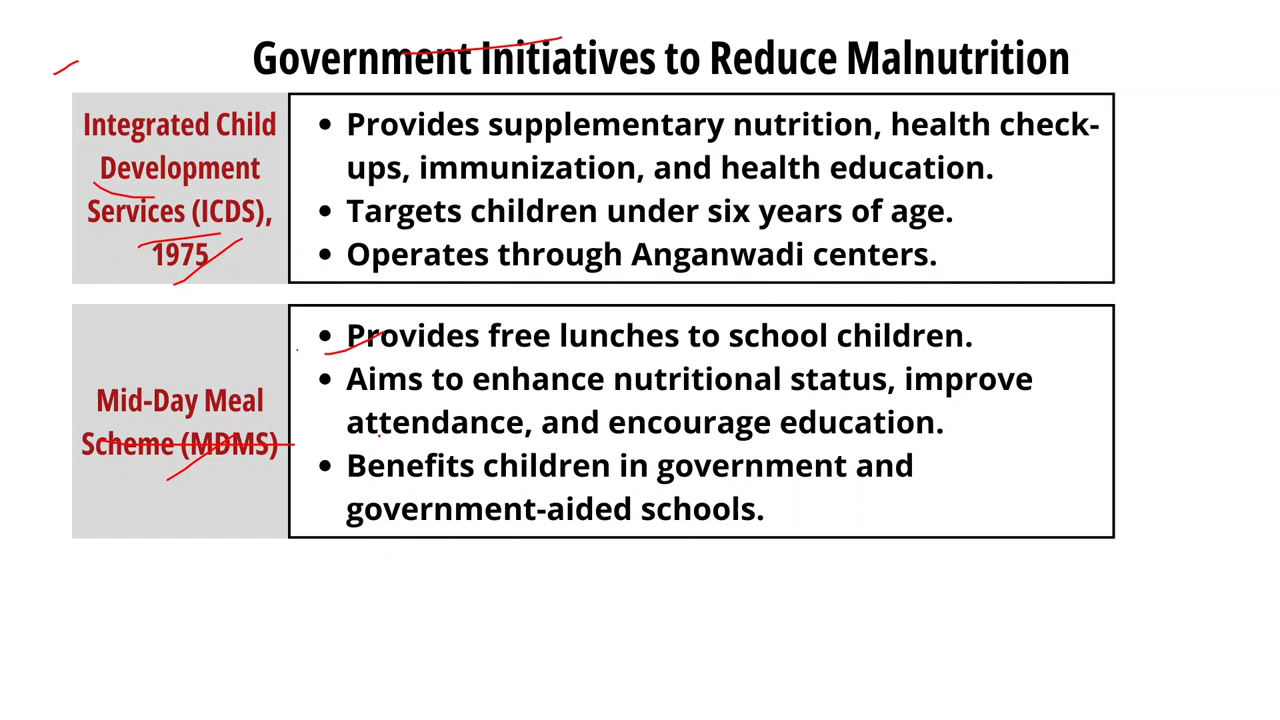 Government Initiatives to Reduce Malnutrition
Integrated Child
Development
Services (ICDS),
1975
• Provides supplementary nutrition, health check-
ups, immunization, and health education.
• Targets children under six years of age.
• Operates through Anganwadi centers.
Mid-Day Meal
Scheme (MDMS)
• Provides free lunches to school children.
• Aims to enhance nutritional status, improve
attendance, and encourage education.
• Benefits children in government and
government-aided schools.